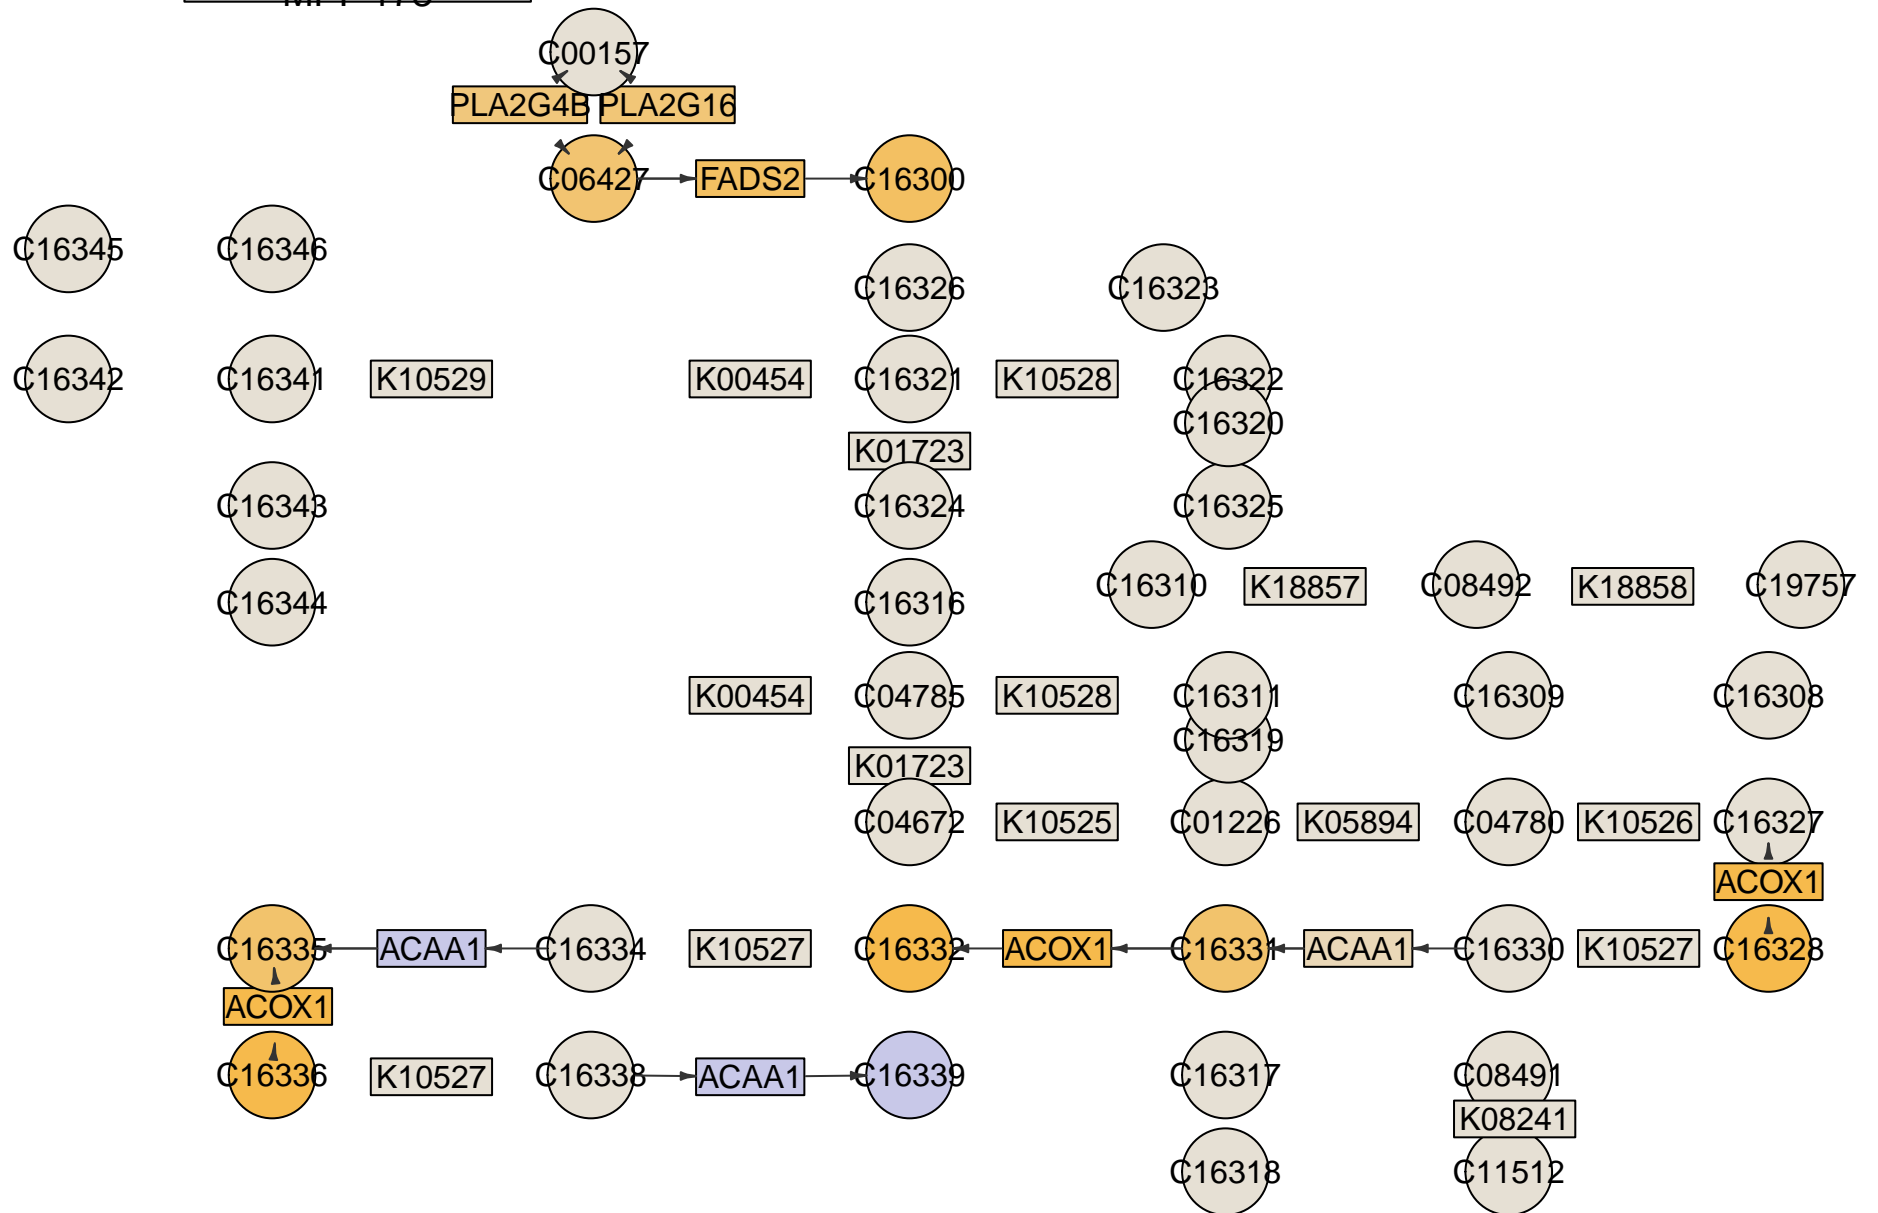 C00157
PLA2G4B PLA2G16
C06427 FADS2 C16300
C16345 C16346
C16326 C16323
C16342 C16341 K10529 K00454 C16321 K10528 C16322
C16320
K01723
C16343 C16324 C16325
C16310 K18857 C08492 K18858 C19757
C16344 C16316
K00454 C04785 K10528 C16311 C16309 C16308
C16319
K01723
C04672 K10525 C01226 K05894 C04780 K10526 C16327
ACOX1
C16335 ACAA1 C16334 K10527 C16332 ACOX1 C16331 ACAA1 C16330 K10527 C16328
ACOX1
C16336 K10527 C16338 ACAA1 C16339 C16317 C08491
K08241
C16318 C11512